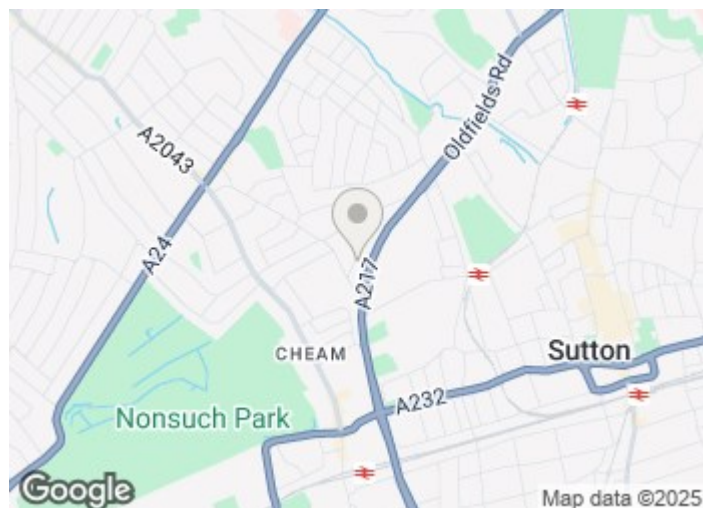 Oldfields Rd
A2043
A24
A217
CHEAM
Sutton
A232
Nonsuch Park
Google
Map data ©2025